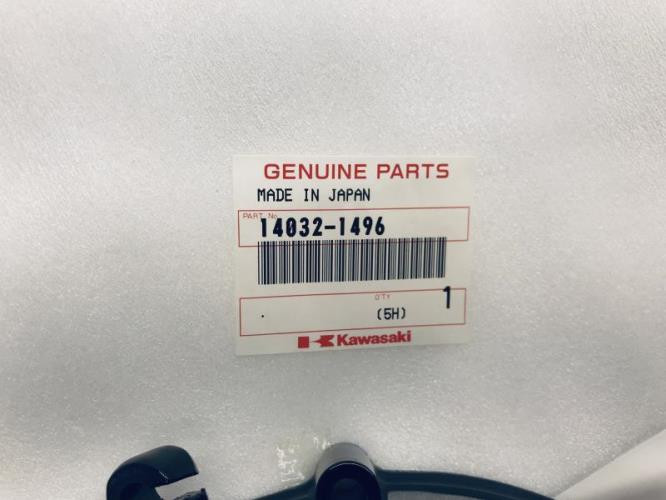 GENUINE PARTS
MADE IN JAPAN
PART No.
14032-1496
Q'TY
1
(5H)
Kawasaki